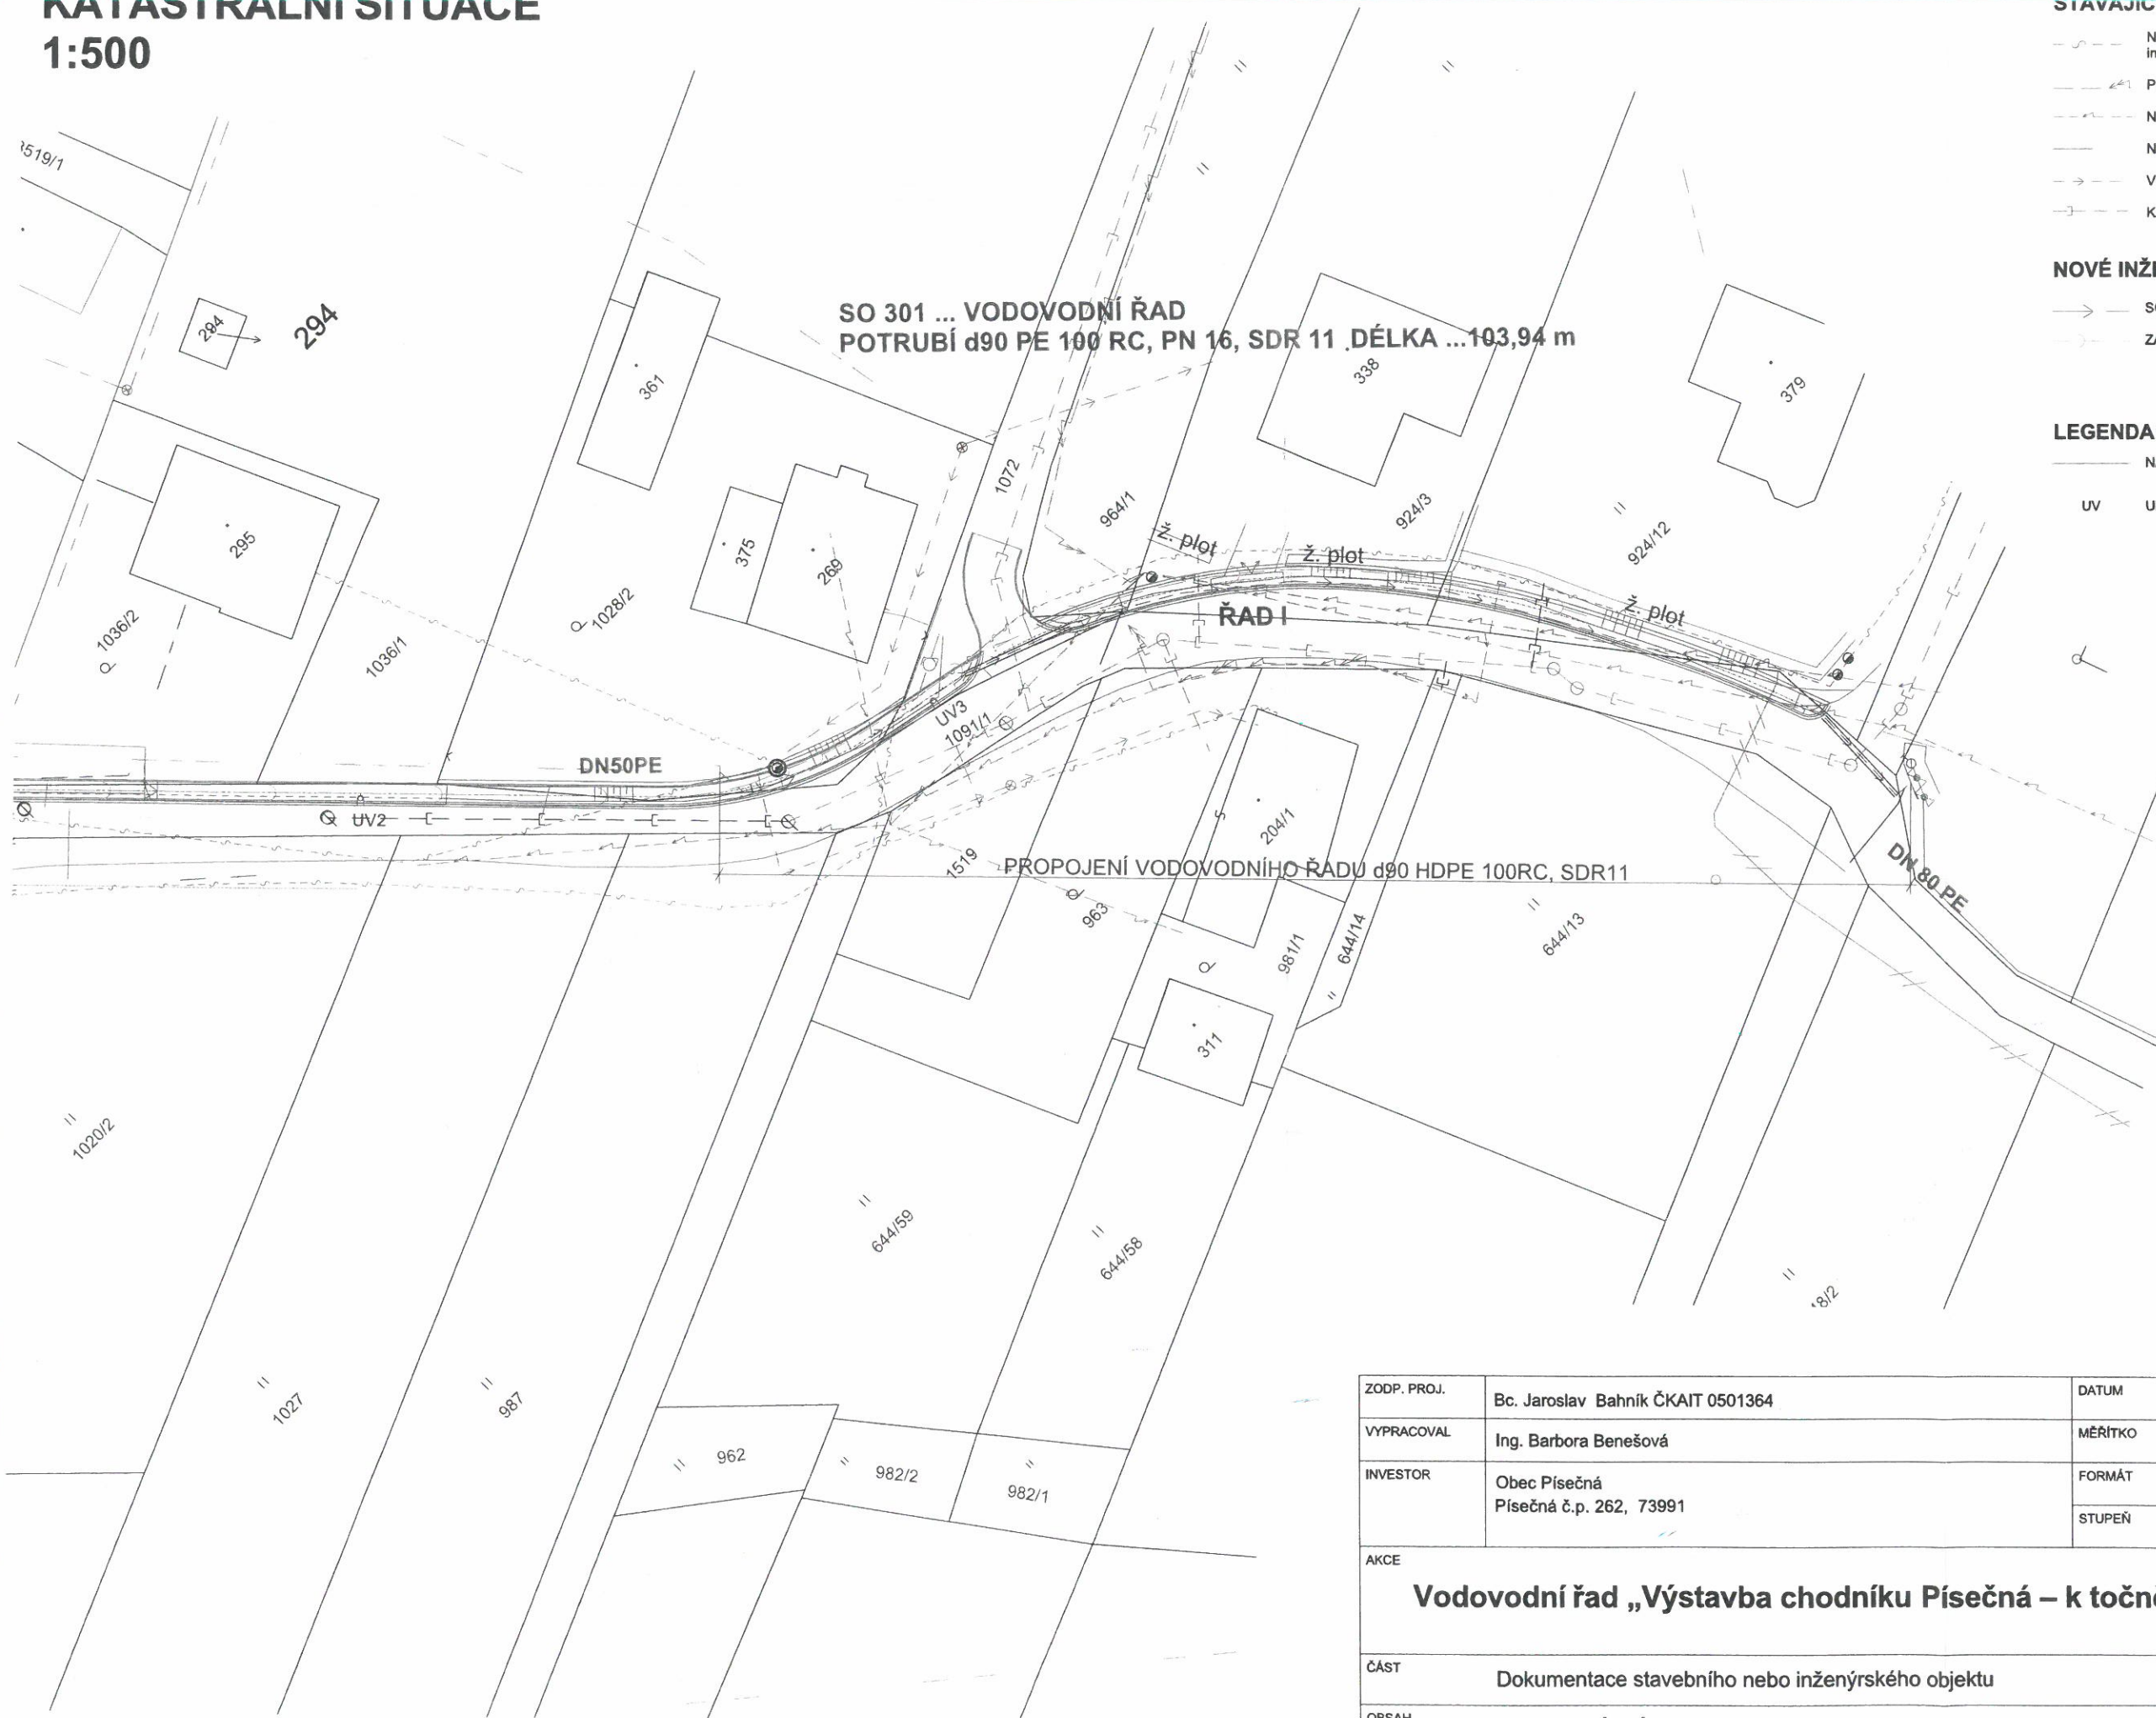 KATASTRÁLNÍ SITUACE
1:500
SO 301 ... VODOVODNÍ ŘAD
POTRUBÍ d90 PE 100 RC, PN 16, SDR 11 .DÉLKA ...103,94 m
294
294
295
361
375
269
338
379
1036/2
1036/1
1028/2
1072
964/1
924/3
924/12
ž. plot
ž. plot
ž. plot
ŘAD I
UV3
1091/1
DN50PE
UV2
1519
204/1
PROPOJENÍ VODOVODNÍHO ŘADU d90 HDPE 100RC, SDR11
DN 80 PE
963
981/1
644/14
644/13
311
1020/2
1027
987
644/59
644/58
962
982/2
982/1
NOVÉ
LEGENDA
UV
ZODP. PROJ.
Bc. Jaroslav Bahník ČKAIT 0501364
DATUM
VYPRACOVAL
Ing. Barbora Benešová
MĚŘÍTKO
INVESTOR
Obec Písečná
Písečná č.p. 262, 73991
FORMÁT
STUPEŇ
AKCE
Vodovodní řad „Výstavba chodníku Písečná – k
ČÁST
Dokumentace stavebního nebo inženýrského objektu